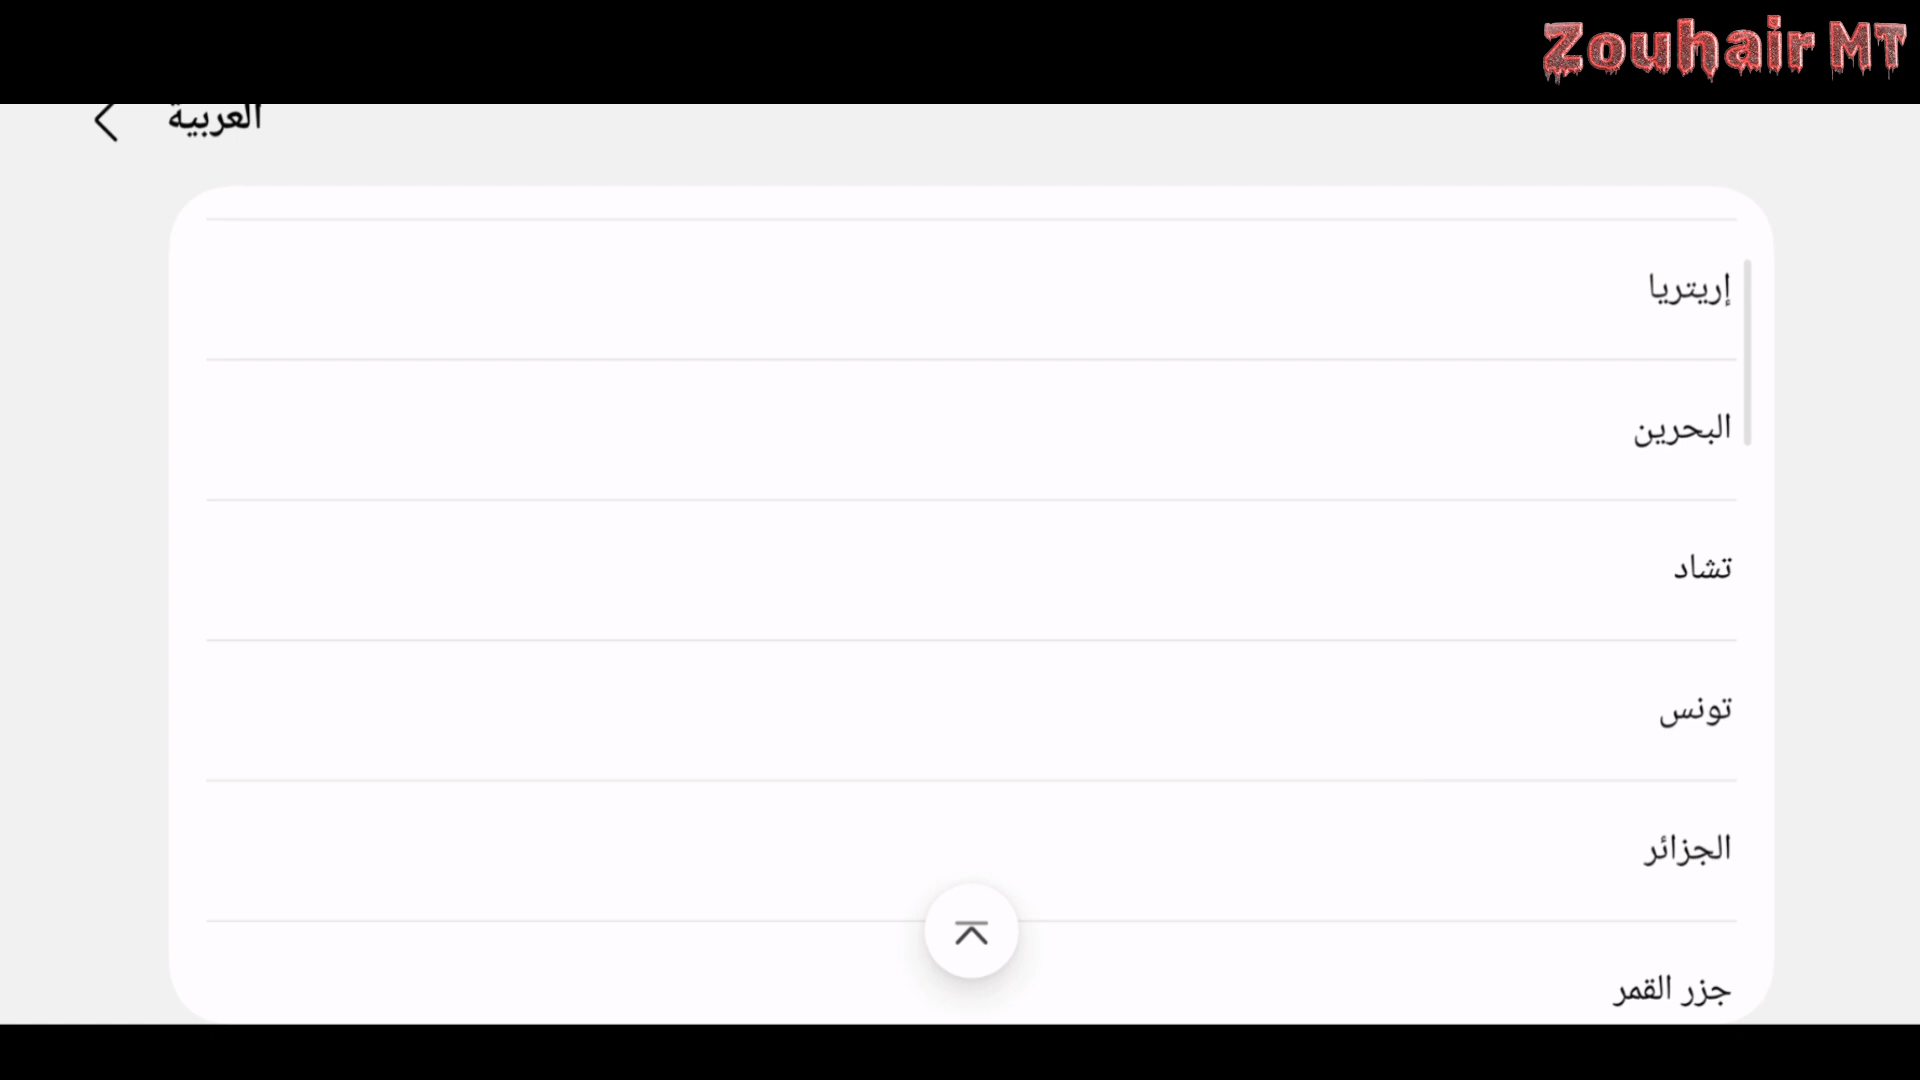 Zouhair MT
العربية
إريتريا
البحرين
تشاد
تونس
الجزائر
جزر القمر